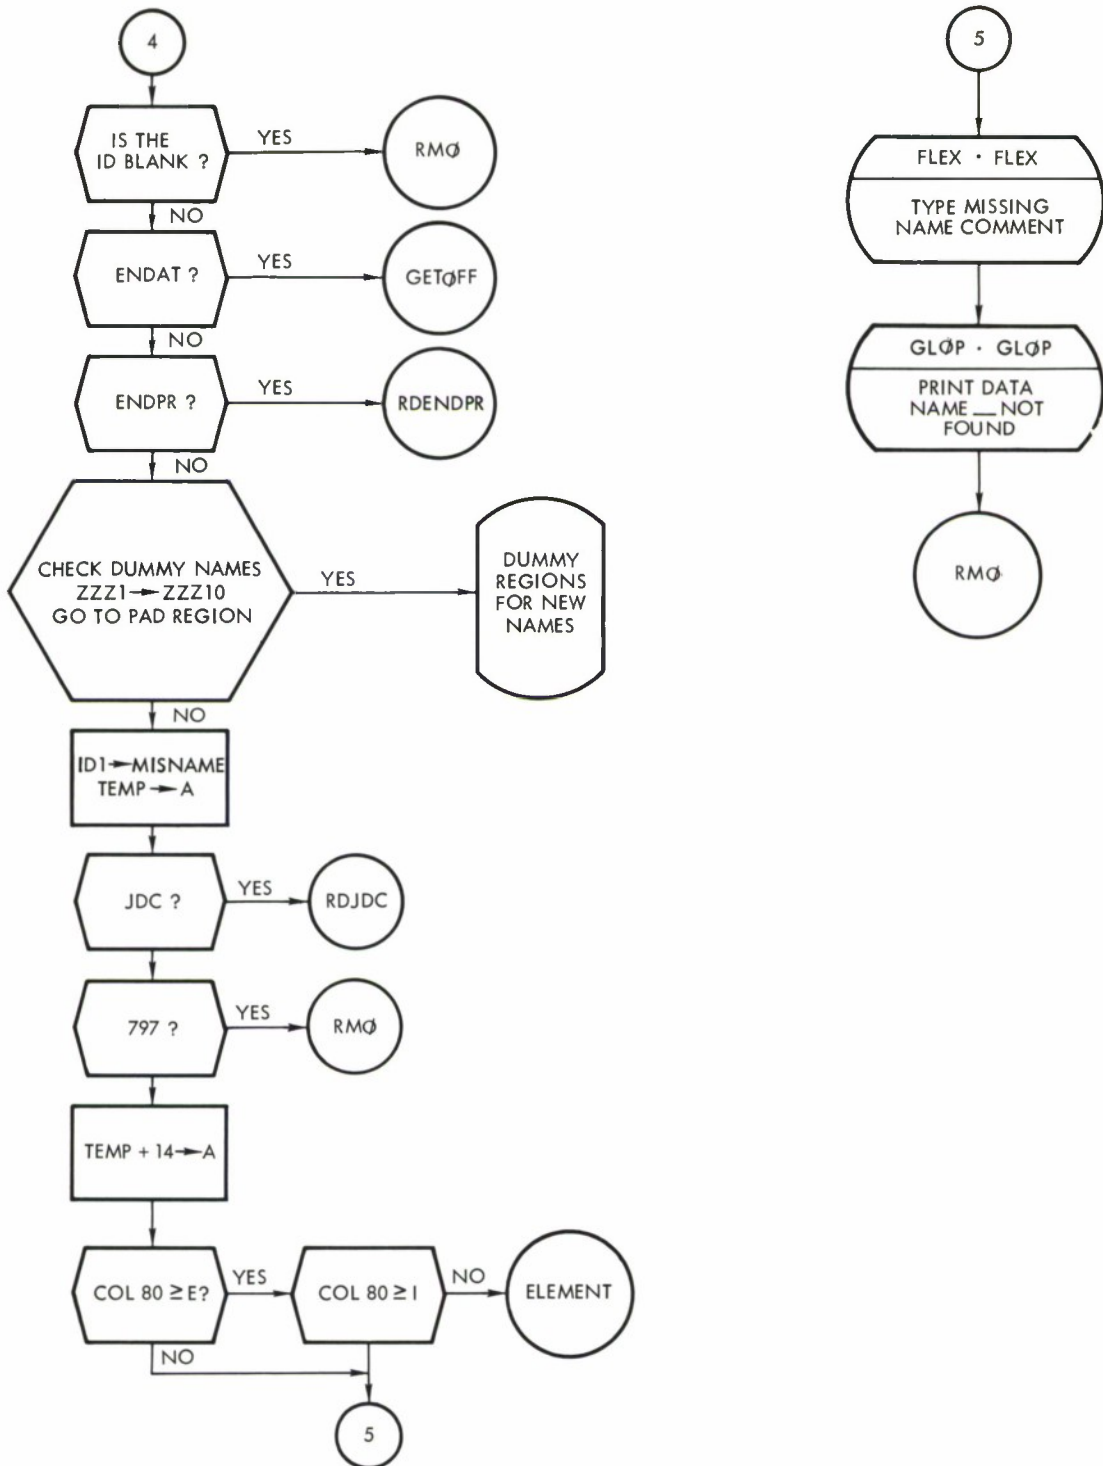 4
IS THE
ID BLANK ?
YES
RMØ
NO
ENDAT ?
YES
GETØFF
NO
ENDPR ?
YES
RDENDPR
NO
CHECK DUMMY NAMES
ZZZ1→ZZZ10
GO TO PAD REGION
YES
DUMMY
REGIONS
FOR NEW
NAMES
NO
ID1→MISNAME
TEMP→A
JDC ?
YES
RDJDC
797 ?
YES
RMØ
TEMP + 14→A
COL 80 ≥ E?
YES
COL 80 ≥ I
NO
ELEMENT
NO
5
5
FLEX · FLEX
TYPE MISSING
NAME COMMENT
GLØP · GLØP
PRINT DATA
NAME __ NOT
FOUND
RMØ